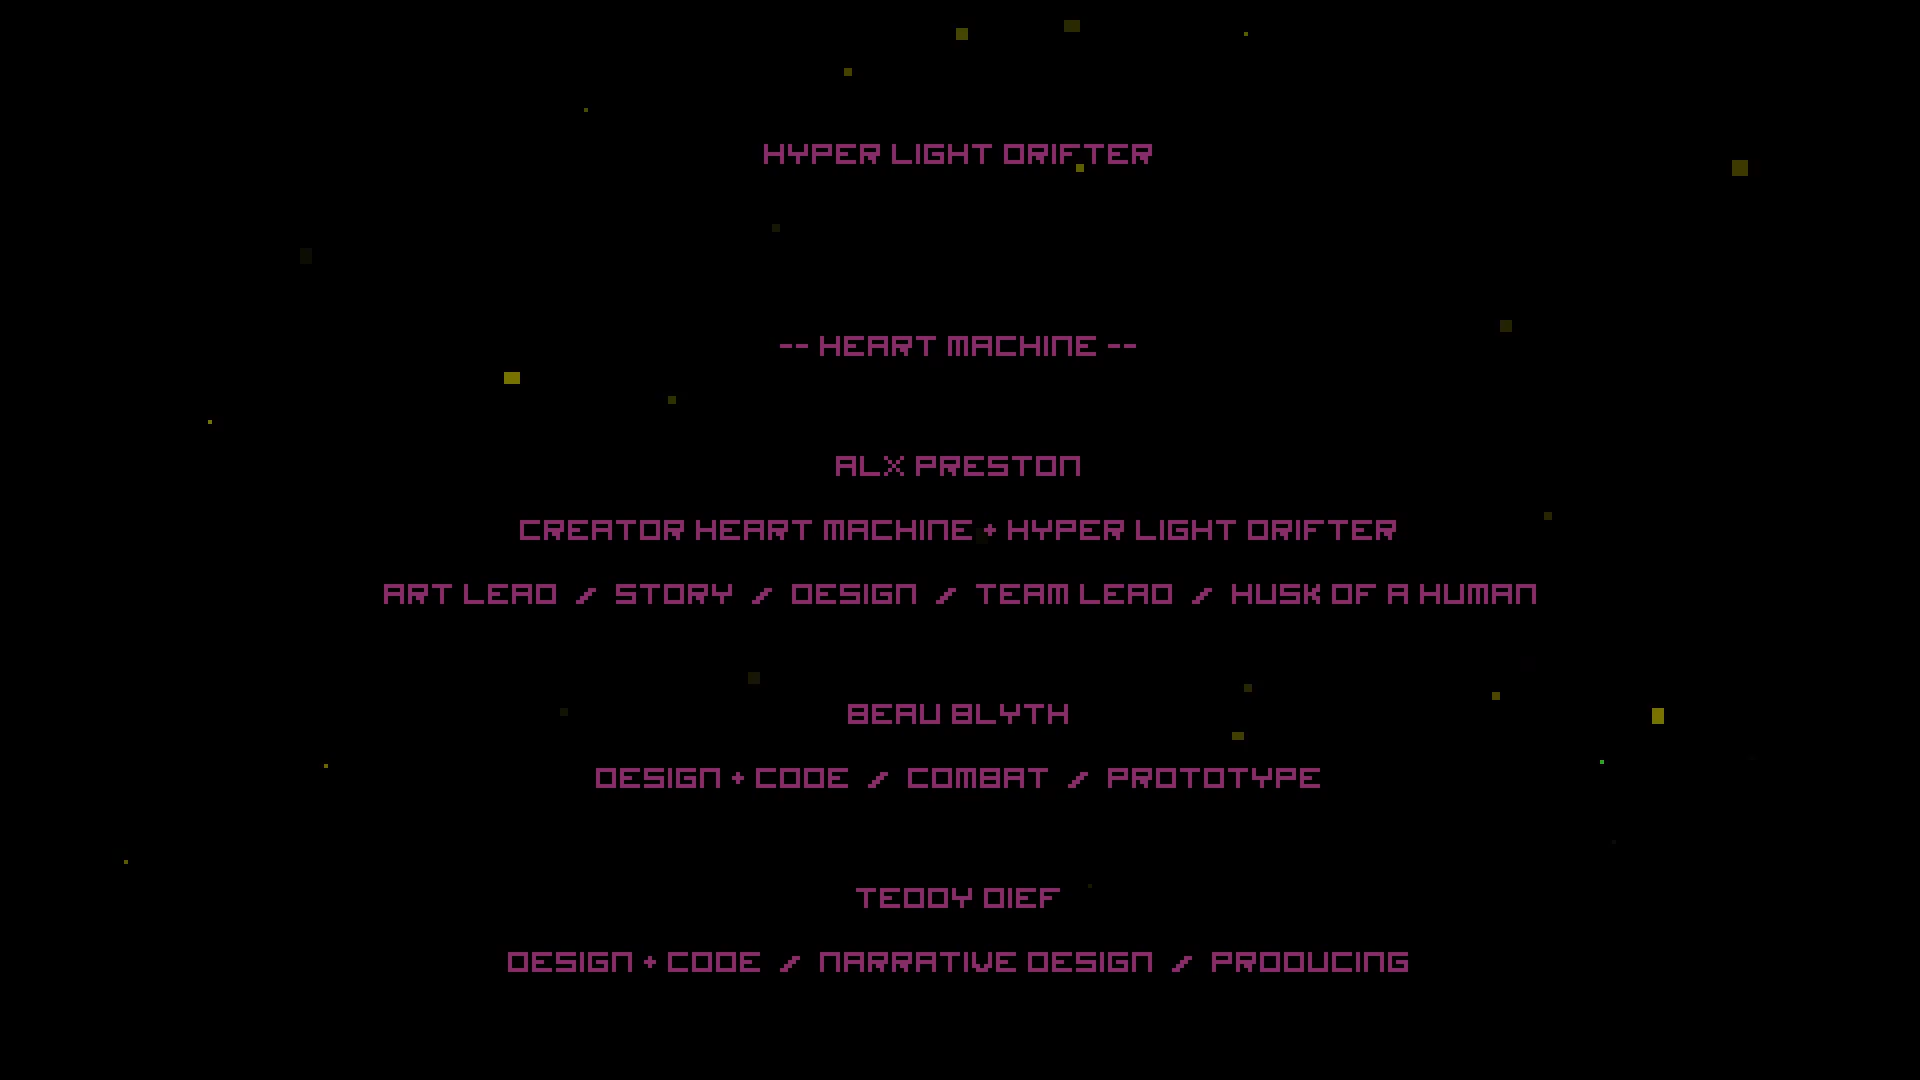 HYPER LIGHT DRIFTER
-- HEART MACHINE --
ALX PRESTON
CREATOR HEART MACHINE + HYPER LIGHT DRIFTER
ART LEAD / STORY / DESIGN / TEAM LEAD / HUSK OF A HUMAN
BEAU BLYTH
DESIGN + CODE / COMBAT / PROTOTYPE
TEDDY DIEF
DESIGN + CODE / NARRATIVE DESIGN / PRODUCING